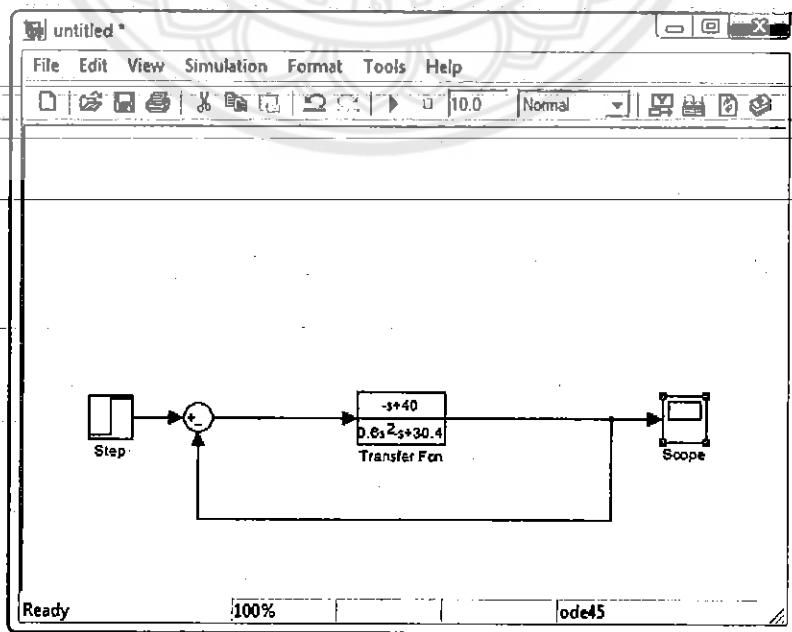 untitled *
File Edit View Simulation Format Tools Help
10.0 Normal
+
-
-s+40
0.6s²-s+30.4
Step
Transfer Fcn
Scope
Ready 100% ode45